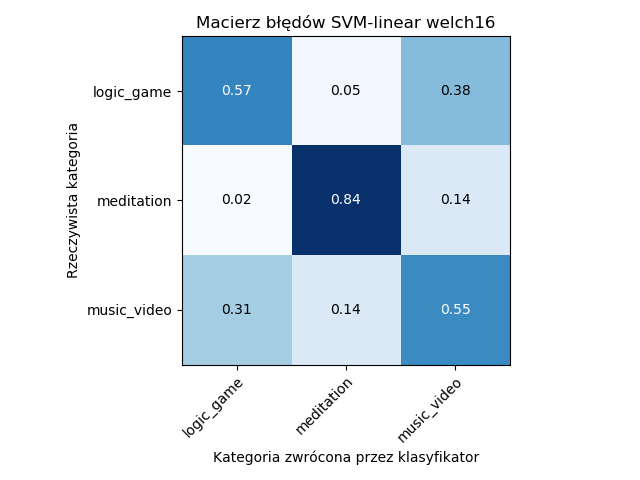 Macierz błędów SVM-linear welch16
Rzeczywista kategoria
logic_game
0.57
0.05
0.38
meditation
0.02
0.84
0.14
music_video
0.31
0.14
0.55
logic_game
meditation
music_video
Kategoria zwrócona przez klasyfikator